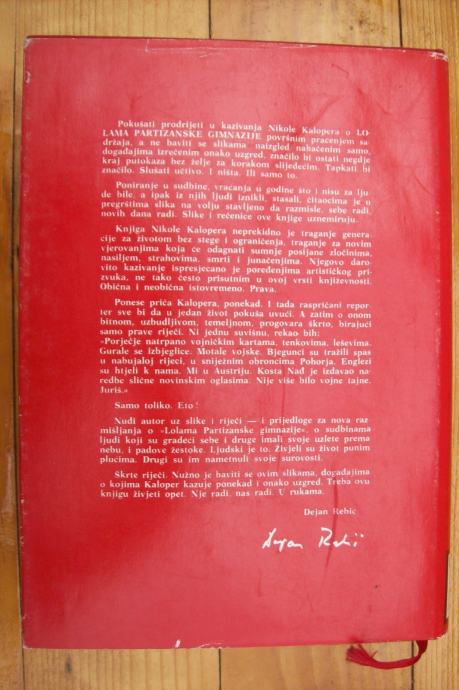 Pokušati prodrijeti u kazivanja Nikole Kalopera o LO-
LAMA PARTIZANSKE GIMNAZIJE površnim praćenjem sa-
držaja, a ne baviti se slikama naizgled nabačenim samo,
događajima izrečenim onako uzgred, značilo bi ostati negdje
kraj putokaza bez želje za korakom slijedećim. Tapkati bi
značilo. Slušati učtivo. I ništa. Ili samo to.
Poniranje u sudbine, vraćanja u godine što i nisu za lju-
de bile, a ipak iz njih ljudi iznikli, stasali, čitaocima je u
pregrštima slika na volju stavljeno da razmisle, sebe radi,
novih dana radi. Slike i rečenice ove knjige uznemiruju.
Knjiga Nikole Kalopera neprekidno je traganje genera
cije za životom bez stege i ograničenja, traganje za novim
vjerovanjima koja će odagnati sumnje posijane zločinima,
nasiljem, strahovima, smrti i junačenjima. Njegovo daro-
vito kazivanje ispresjecano je poređenjima artističkog pri-
zvuka, ne tako često prisutnim u ovoj vrsti književnosti.
Obična i neobična istovremeno. Prava.
Ponese priča Kalopera, ponekad. I tada raspričani repor
ter sve bi da u jedan život pokuša uvući. A zatim o onom
bitnom, uzbudljivom, temeljnom, progovara škrto, birajući
samo prave riječi. Ni jednu suvišnu, rekao bih:
»Porječje natrpano vojničkim kartama, tenkovima, leševima.
Gurale se izbjeglice. Motale vojske. Bjegunci su tražili spas
u nabujaloj rijeci, u sniježnim obroncima Pohorja. Englezi
su htjeli k nama. Mi u Austriju. Kosta Nađ je izdavao na-
redbe slične novinskim oglasima. Nije više bilo vojne tajne.
Juriš.»
Samo toliko. Eto!
Nudi autor uz slike i riječi — i prijedloge za nova raz
mišljanja o »Lolama Partizanske gimnazije«, o sudbinama
ljudi koji su gradeći sebe i druge imali svoje uzlete prema
nebu, i padove žestoke. Ljudski je to. Živjeli su život punim
plućima. Drugi su im nametnuli svoje surovosti.
Škrte riječi. Nužno je baviti se ovim slikama, događajima
o kojima Kaloper kazuje ponekad i onako uzgred. Treba ovu
knjigu živjeti opet. Nje radi, nas radi. U rukama.
Dejan Rebić
Dejan Rebić